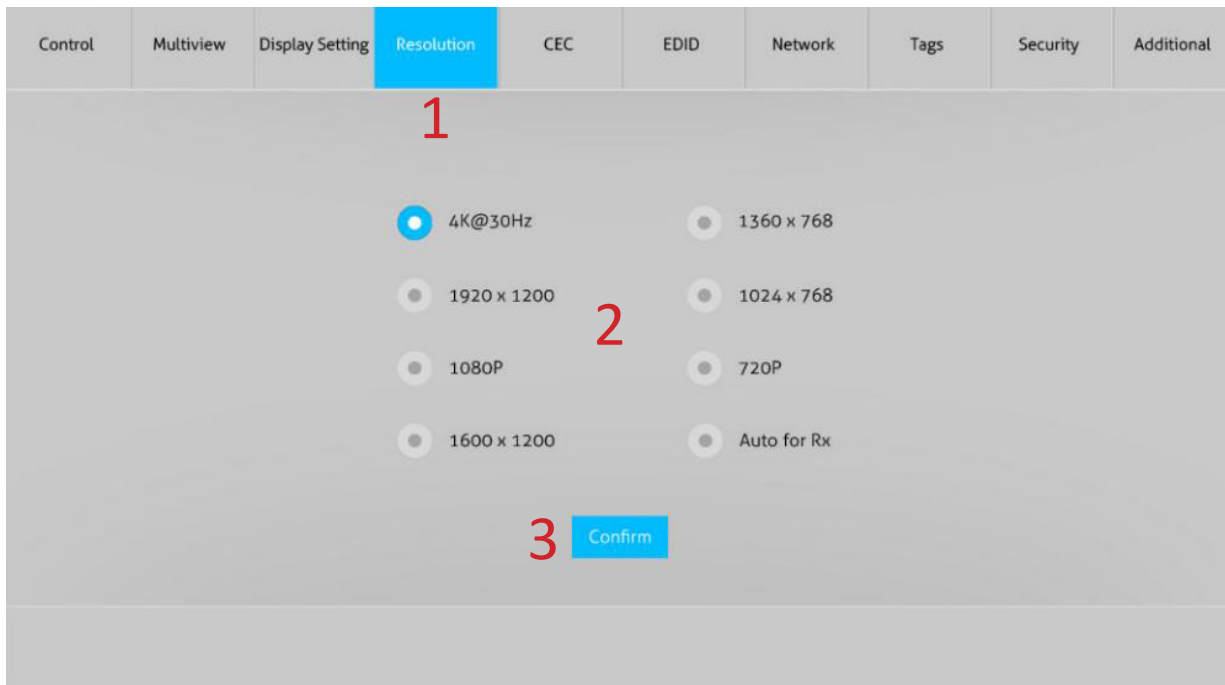 Control Multiview Display Setting Resolution CEC EDID Network Tags Security Additional
1
4K@30Hz 1360 x 768
1920 x 1200 1024 x 768
2
1080P 720P
1600 x 1200 Auto for Rx
3 Confirm